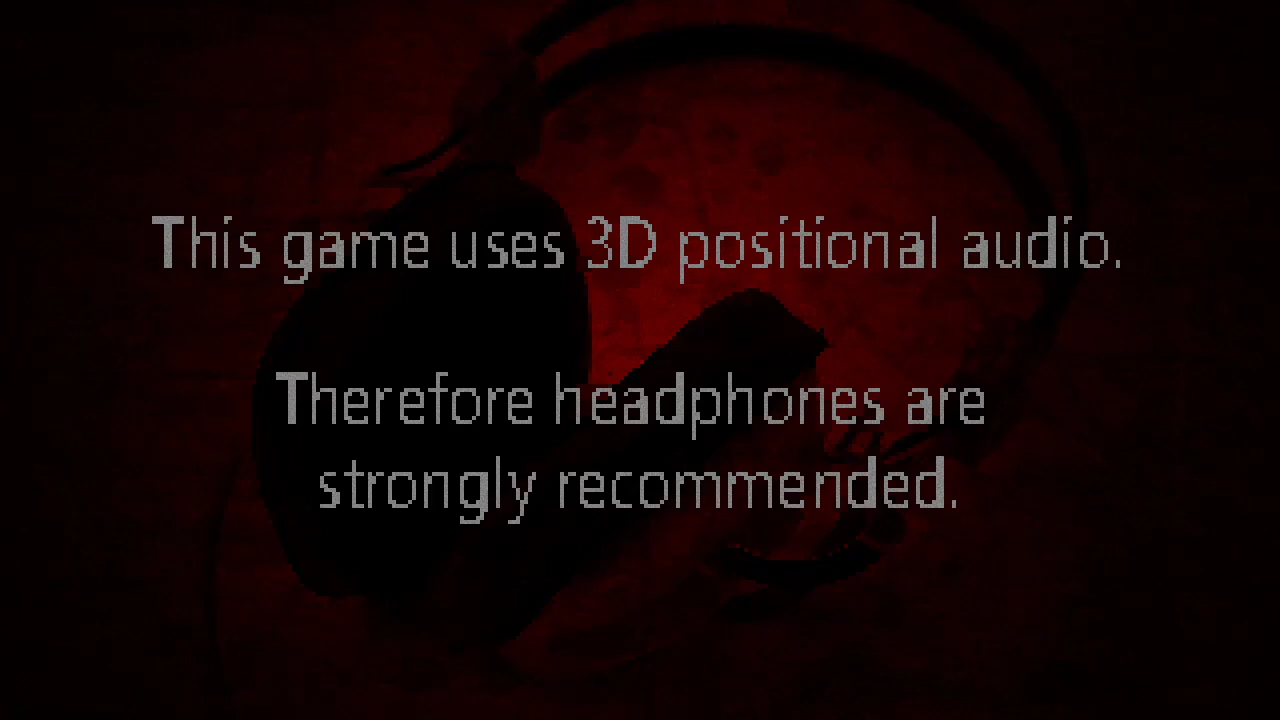 This game uses 3D positional audio.
Therefore headphones are
strongly recommended.